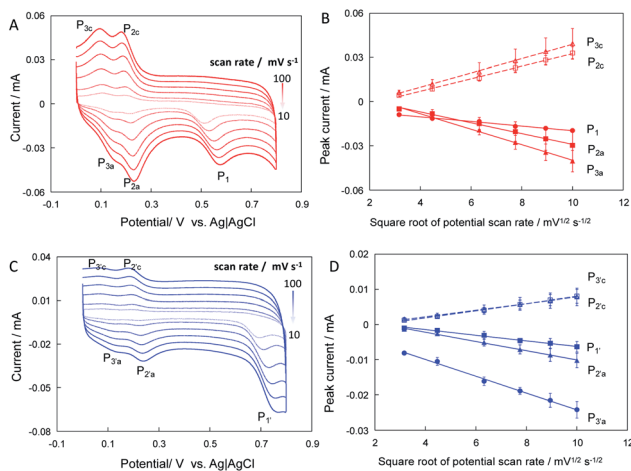 A
P3c
P2c
scan rate / mV s-1
100
10
P3a
P2a
P1
Current / mA
0.06
0.03
0
-0.03
-0.06
-0.1 0.1 0.3 0.5 0.7 0.9
Potential/ V vs. Ag|AgCl
B
P3c
P2c
P1
P2a
P3a
Peak current / mA
0.06
0.03
0.00
-0.03
-0.06
2 4 6 8 10 12
Square root of potential scan rate / mV1/2 s-1/2
C
P3'c
P2'c
scan rate / mV s-1
100
10
P3'a
P2'a
P1'
Current / mA
0.04
0.01
-0.02
-0.05
-0.08
-0.1 0.1 0.3 0.5 0.7 0.9
Potential/ V vs. Ag|AgCl
D
P3'c
P2'c
P1'
P2'a
P3'a
Peak current / mA
0.02
0.01
0.00
-0.01
-0.02
-0.03
2 4 6 8 10 12
Square root of potential scan rate / mV1/2 s-1/2